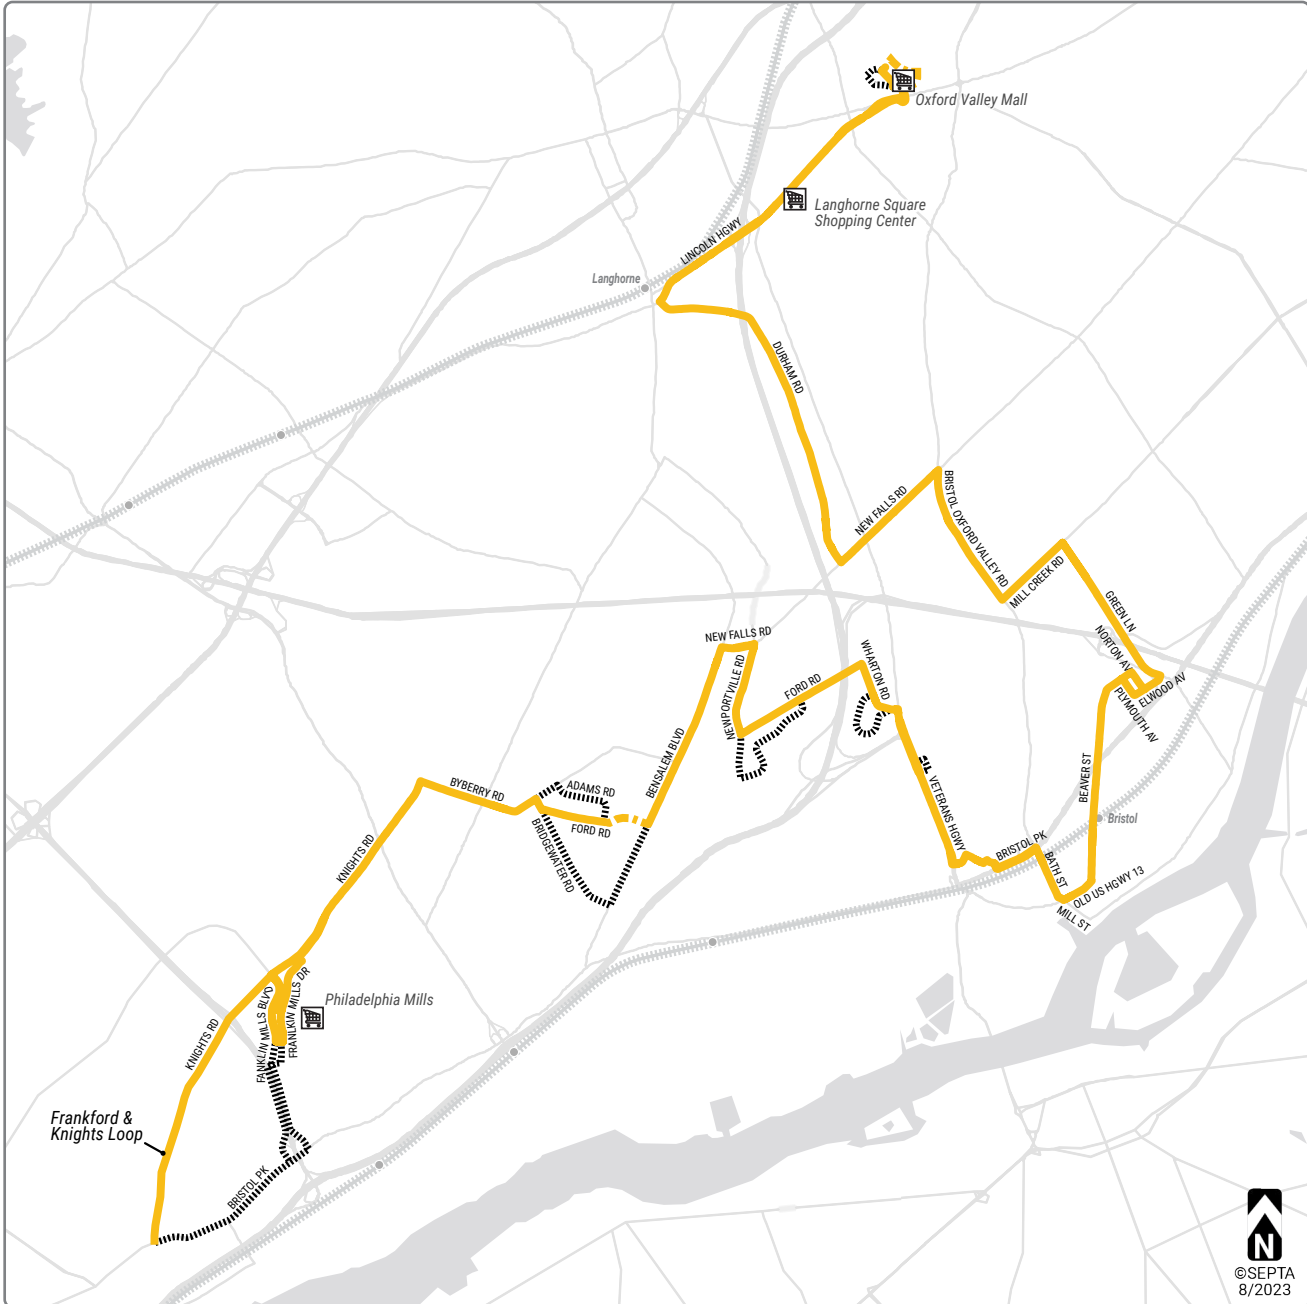 Oxford Valley Mall
Langhorne Square
Shopping Center
LINCOLN HGWY
Langhorne
DURHAM RD
NEW FALLS RD
BRISTOL OXFORD VALLEY RD
MILL CREEK RD
GREEN LN
NORTON AV
ELWOOD AV
PLYMOUTH AV
NEW FALLS RD
NEWPORTVILLE RD
FORD RD
WHARTON RD
BENSALEM BLVD
BEAVER ST
VETERANS HGWY
BYBERRY RD
ADAMS RD
FORD RD
BRIDGEWATER RD
Bristol
BRISTOL PK
BATH ST
OLD US HGWY 13
MILL ST
KNIGHTS RD
FANKLIN MILLS BLVD
FRANLKIN MILLS DR
Philadelphia Mills
KNIGHTS RD
Frankford &
Knights Loop
BRISTOL PK
N
©SEPTA
8/2023